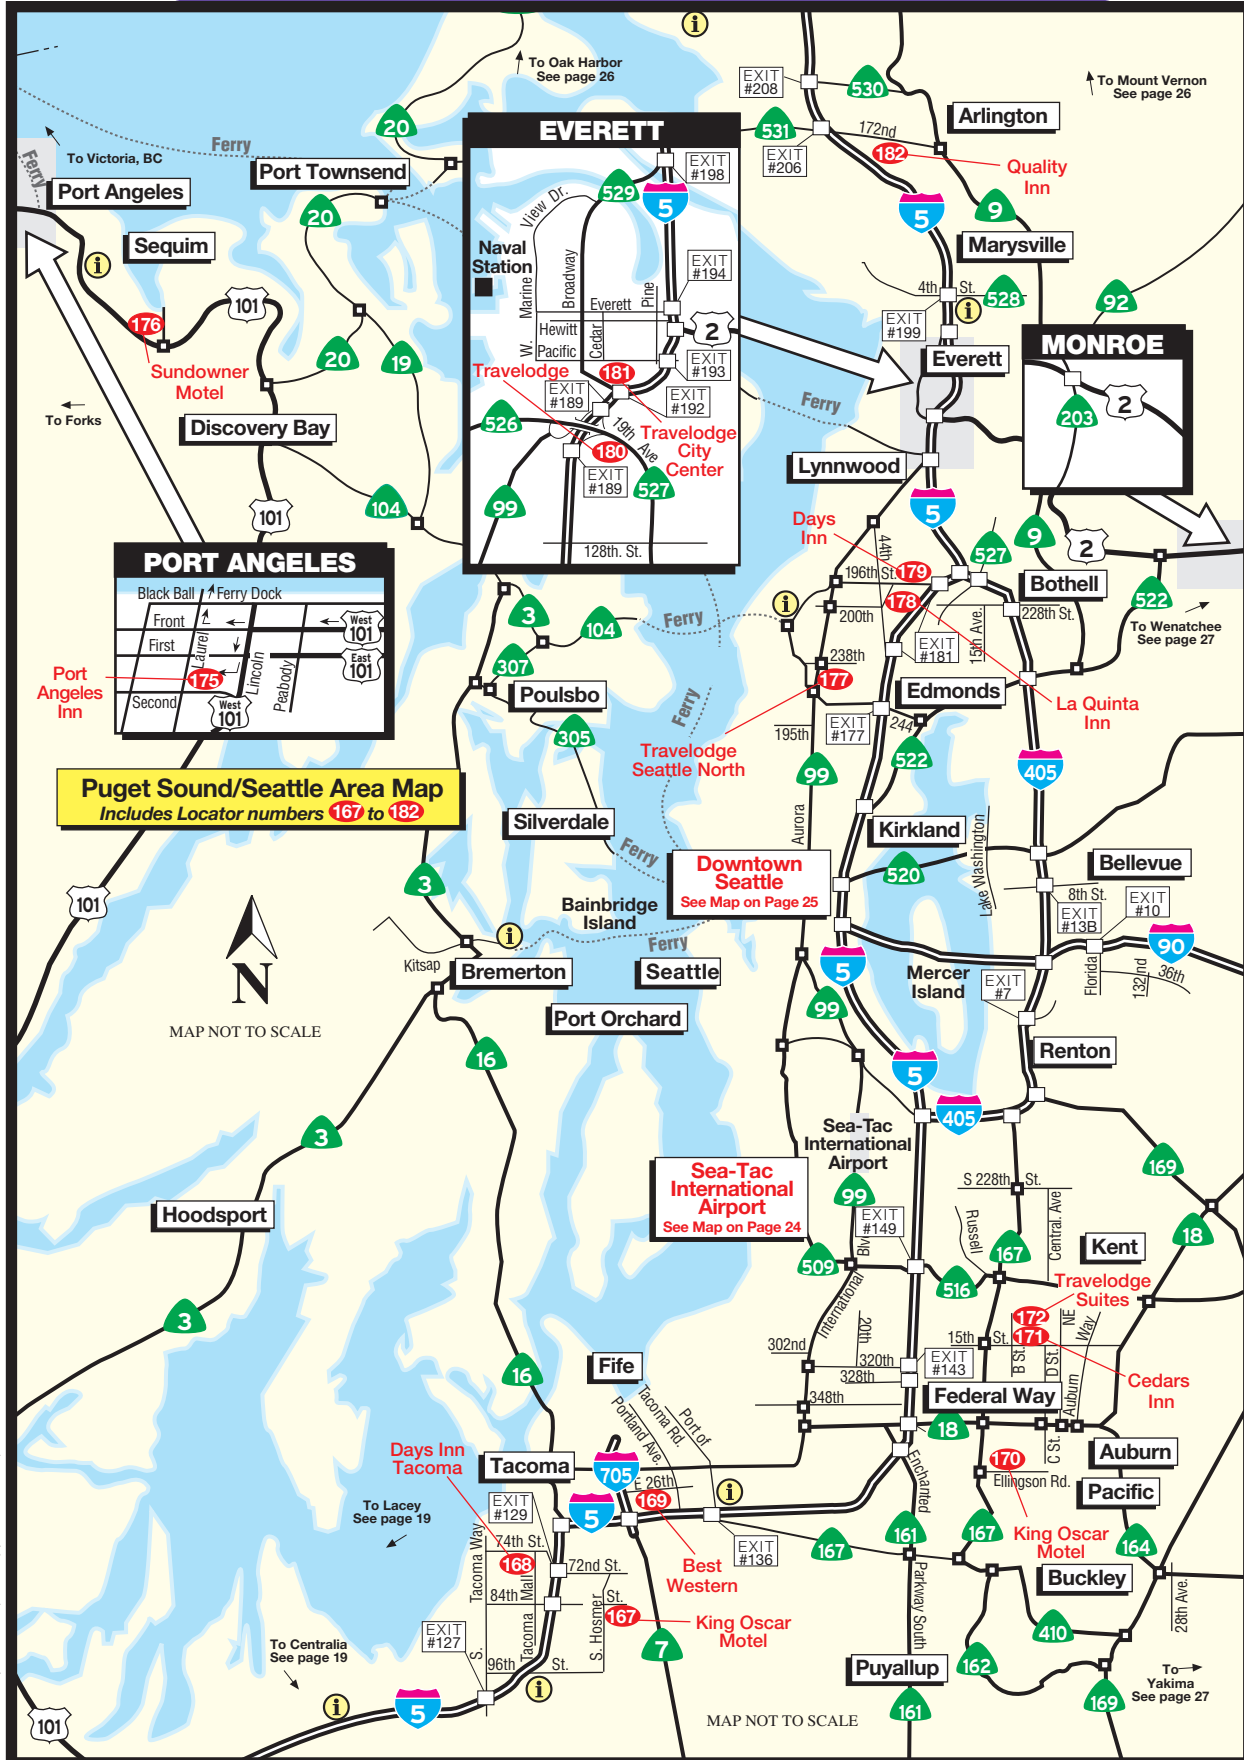 To Oak Harbor
See page 26
EXIT
#208
530
To Mount Vernon
See page 26
20
Arlington
531
172nd
EXIT
#206
182
Quality
Inn
EVERETT
EXIT
#198
529
5
View Dr.
Naval
Station
Marine
W.
Broadway
Pine
EXIT
#194
Everett
Hewitt
Cedar
Pacific
2
EXIT
#193
Travelodge
181
EXIT
#189
EXIT
#192
526
19th Ave
Travelodge
City
Center
180
EXIT
#189
527
99
128th. St.
Ferry
To Victoria, BC
Ferry
Port Angeles
Port Townsend
20
Sequim
5
9
Marysville
4th
St.
528
92
EXIT
#199
101
176
Sundowner
Motel
20
19
To Forks
Discovery Bay
Everett
MONROE
2
203
Ferry
Lynnwood
104
101
5
Days
Inn
44th
9
2
527
196th St.
179
Bothell
522
PORT ANGELES
Black Ball
Ferry Dock
Front
West
101
First
Laurel
East
101
Lincoln
Peabody
175
Second
West
101
Port
Angeles
Inn
3
104
Ferry
200th
178
228th St.
15th Ave.
EXIT
#181
To Wenatchee
See page 27
307
238th
177
Poulsbo
Edmonds
La Quinta
Inn
Ferry
195th
EXIT
#177
244
305
522
Travelodge
Seattle North
99
405
Puget Sound/Seattle Area Map
Includes Locator numbers 167 to 182
Silverdale
Aurora
Kirkland
Lake Washington
Ferry
Downtown
Seattle
See Map on Page 25
520
Bellevue
3
101
8th St.
EXIT
#13B
EXIT
#10
Bainbridge
Island
Ferry
90
Kitsap
Bremerton
Seattle
5
Mercer
Island
EXIT
#7
Florida
132nd
36th
N
MAP NOT TO SCALE
Port Orchard
99
16
Renton
5
405
3
Sea-Tac
International
Airport
169
Sea-Tac
International
Airport
See Map on Page 24
99
S 228th
St.
Hoodsport
EXIT
#149
Blv
Russell
Central. Ave
18
167
Kent
509
516
International
Travelodge
Suites
3
172
171
20th
NE
Way
302nd
15th
St.
B St.
D St.
Auburn
320th
EXIT
#143
328th
Fife
16
Cedars
Inn
348th
Federal Way
Tacoma Rd.
Portland Ave.
Port of
18
C St.
Auburn
Days Inn
Tacoma
Tacoma
705
Enchanted
170
Ellingson Rd.
Pacific
E 26th
169
To Lacey
See page 19
EXIT
#129
5
161
167
King Oscar
Motel
164
Tacoma Way
74th St.
EXIT
#136
167
168
72nd St.
Best
Western
Buckley
84th
Mall
St.
28th Ave.
S. Hosmer
167
King Oscar
Motel
Parkway South
410
EXIT
#127
Tacoma
S.
To Centralia
See page 19
7
96th
St.
Puyallup
162
To
Yakima
See page 27
5
169
161
101
MAP NOT TO SCALE